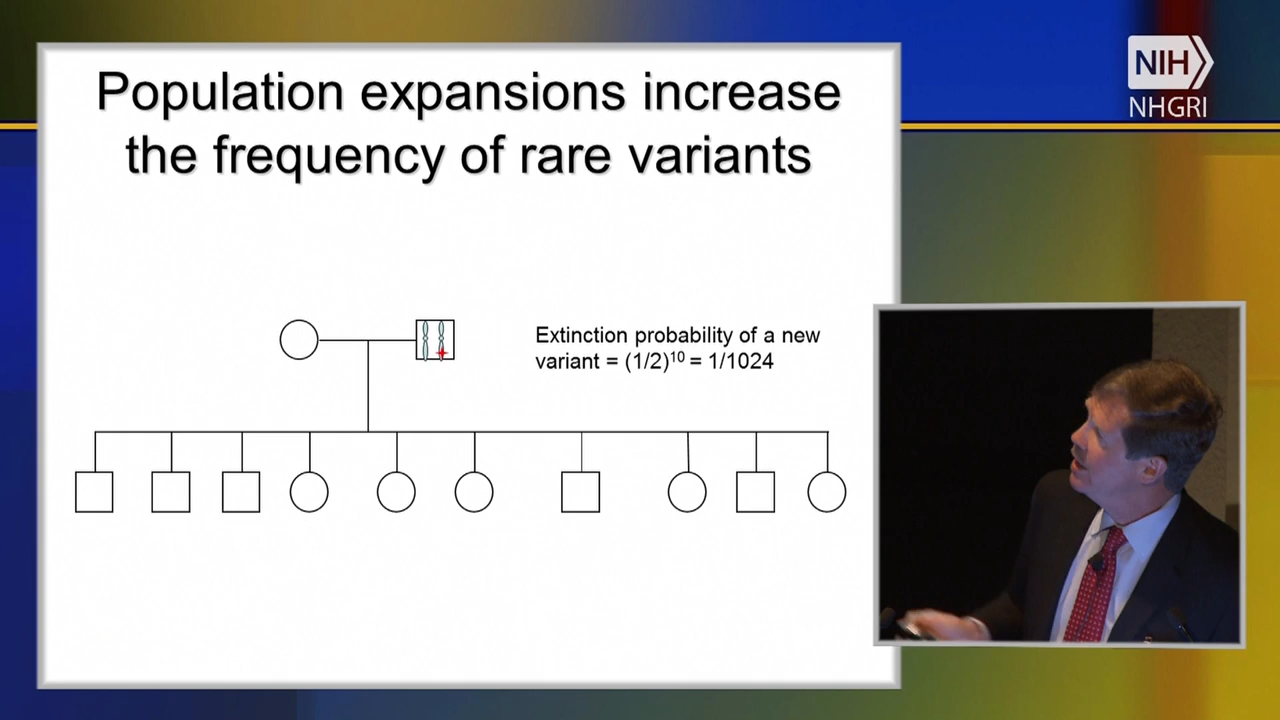 Population expansions increase
the frequency of rare variants
NIH
NHGRI
Extinction probability of a new
variant = (1/2)¹⁰ = 1/1024